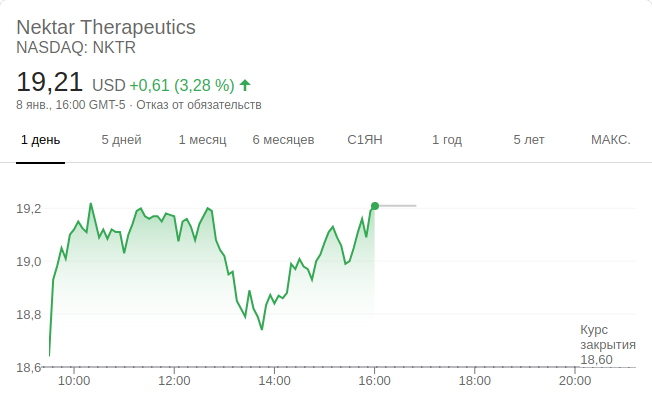 Nektar Therapeutics
NASDAQ: NKTR
19,21 USD +0,61 (3,28 %)
8 янв., 16:00 GMT-5 · Отказ от обязательств
1 день 5 дней 1 месяц 6 месяцев С1ЯН 1 год 5 лет МАКС.
19,2
19,0
18,8
Курс
закрытия
18,60
18,6
10:00 12:00 14:00 16:00 18:00 20:00